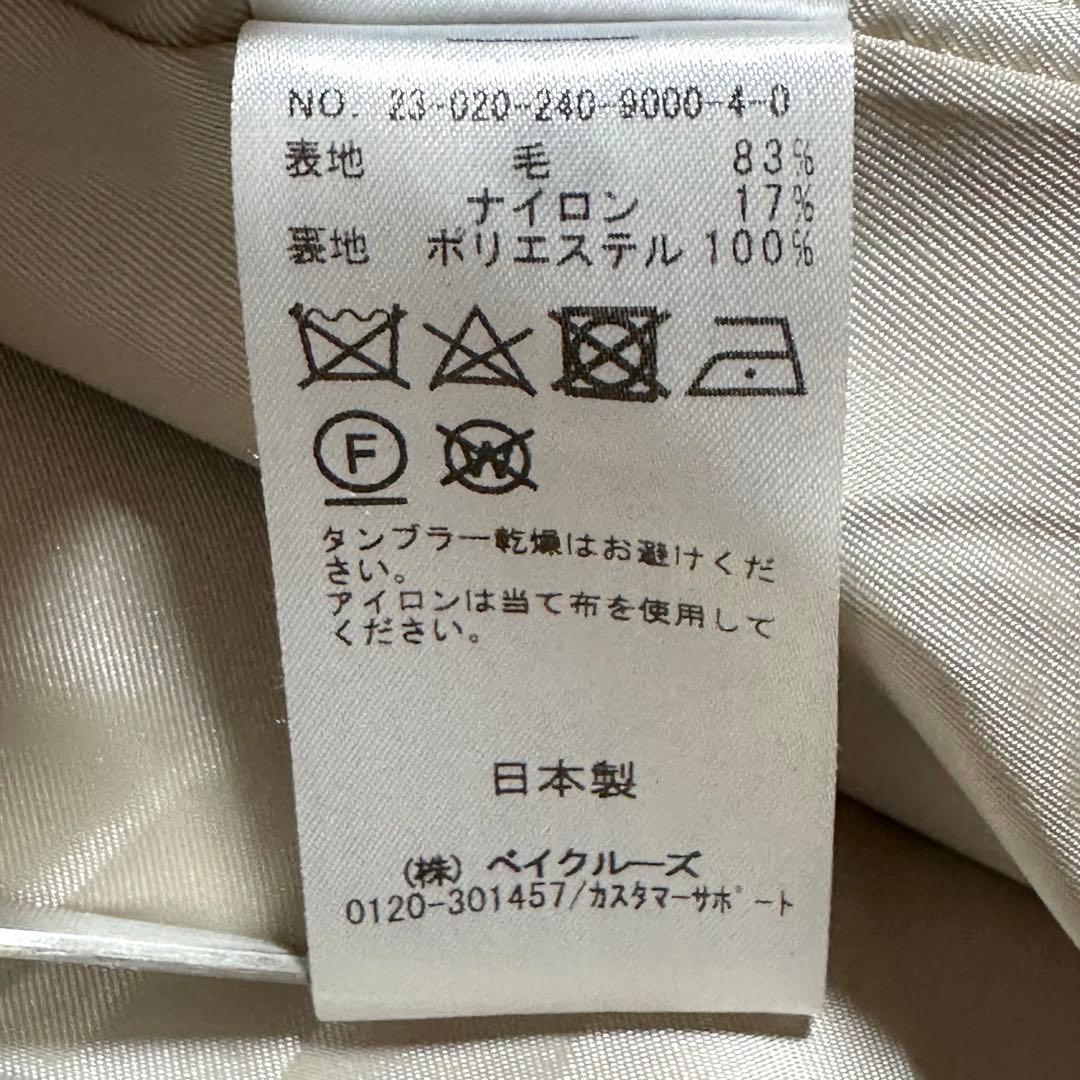 NO. 23-020-240-9000-4-0
表地 毛 83%
ナイロン 17%
裏地 ポリエステル 100%
F W
タンブラー乾燥はお避けくだ
さい。
アイロンは当て布を使用して
ください。
日本製
(株) ベイクルーズ
0120-301457/カスタマーサポート